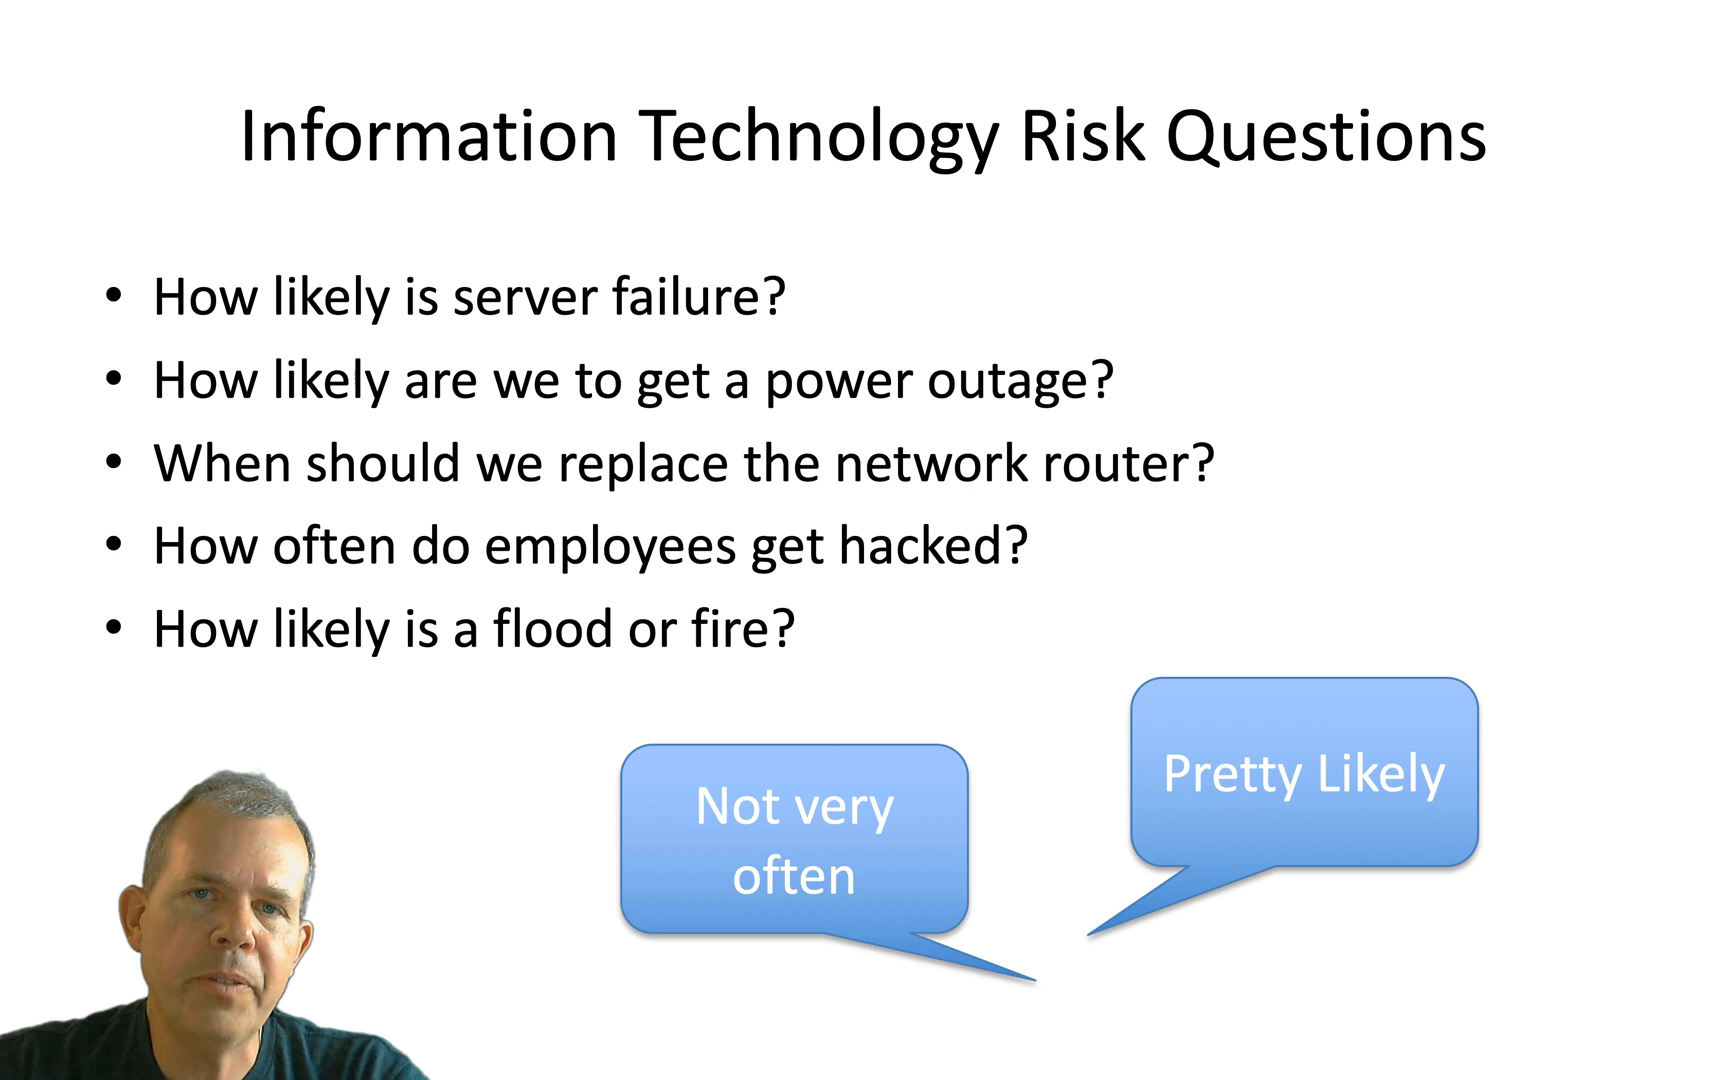 Information Technology Risk Questions
• How likely is server failure?
• How likely are we to get a power outage?
• When should we replace the network router?
• How often do employees get hacked?
• How likely is a flood or fire?
Not very
often
Pretty Likely